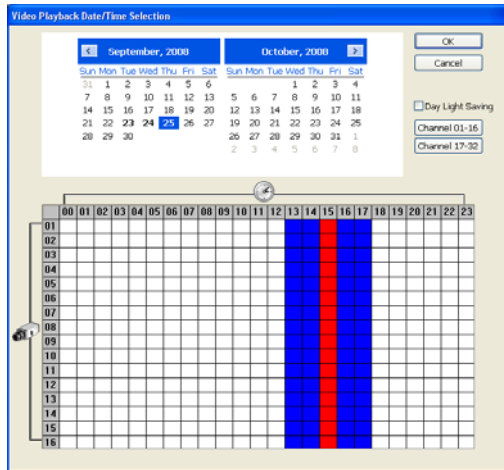 Video Playback Date/Time Selection
September, 2008
Sun Mon Tue Wed Thu Fri Sat
31 1 2 3 4 5 6
7 8 9 10 11 12 13
14 15 16 17 18 19 20
21 22 23 24 25 26 27
28 29 30
October, 2008
Sun Mon Tue Wed Thu Fri Sat
1 2 3 4
5 6 7 8 9 10 11
12 13 14 15 16 17 18
19 20 21 22 23 24 25
26 27 28 29 30 31 1
2 3 4 5 6 7 8
OK
Cancel
Day Light Saving
Channel 01-16
Channel 17-32
00 01 02 03 04 05 06 07 08 09 10 11 12 13 14 15 16 17 18 19 20 21 22 23
01
02
03
04
05
06
07
08
09
10
11
12
13
14
15
16